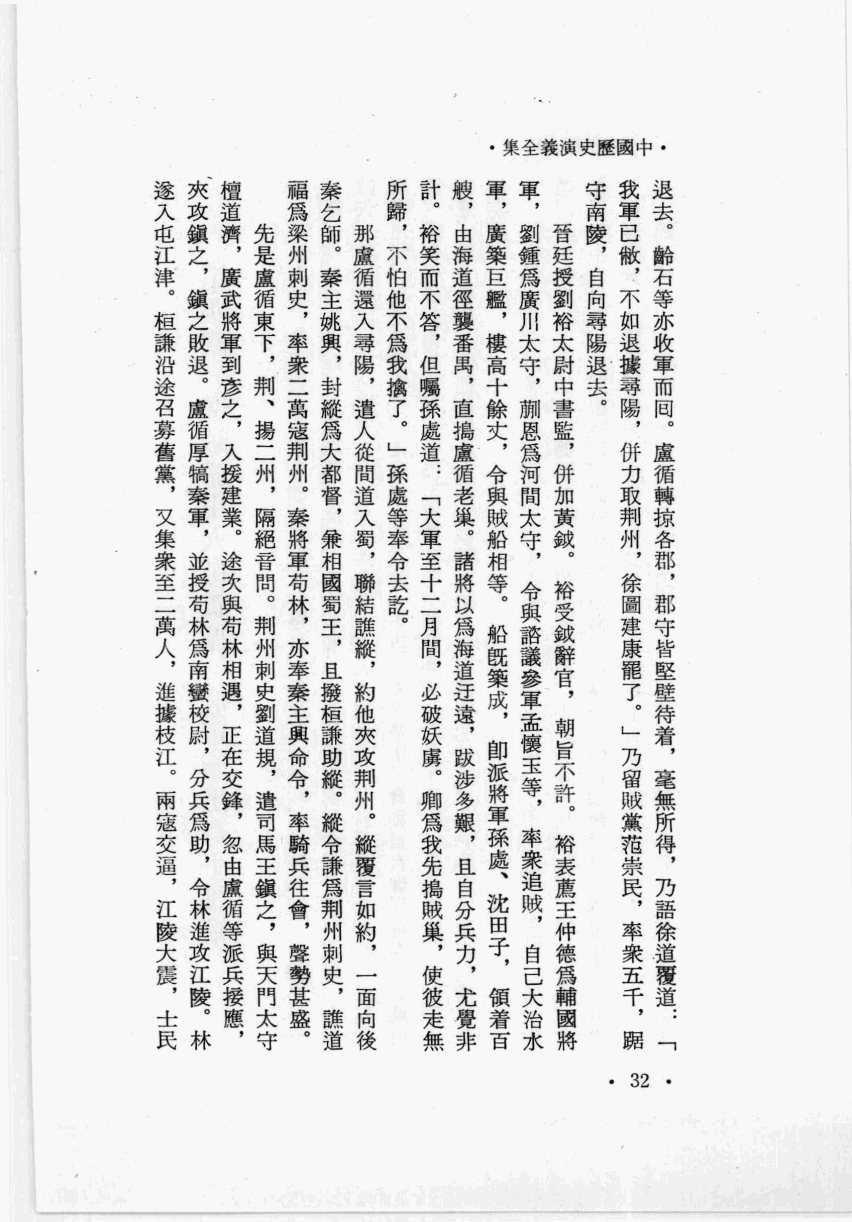 ·中國歷史演義全集·
退去。齡石等亦收軍而回。盧循轉掠各郡，郡守皆堅壁待着，毫無所得，乃語徐道覆道：「
我軍已敝，不如退據尋陽，併力取荆州，徐圖建康罷了。」乃留賊黨范崇民，率衆五千，踞
守南陵，自向尋陽退去。
晉廷授劉裕太尉中書監，併加黃鉞。裕受鉞辭官，朝旨不許。裕表薦王仲德爲輔國將
軍，劉鍾爲廣川太守，蒯恩爲河間太守，令與諮議參軍孟懷玉等，率衆追賊，自己大治水
軍，廣築巨艦，樓高十餘丈，令與賊船相等。船既築成，卽派將軍孫處、沈田子，領着百
艘，由海道徑襲番禺，直搗盧循老巢。諸將以爲海道迂遠，跋涉多艱，且自分兵力，尤覺非
計。裕笑而不答，但囑孫處道：「大軍至十二月間，必破妖虜。卿爲我先搗賊巢，使彼走無
所歸，不怕他不爲我擒了。」孫處等奉令去訖。
那盧循還入尋陽，遣人從間道入蜀，聯結譙縱，約他夾攻荆州。縱覆言如約，一面向後
秦乞師。秦主姚興，封縱爲大都督，兼相國蜀王，且撥桓謙助縱。縱令謙爲荆州刺史，譙道
福爲梁州刺史，率衆二萬寇荆州。秦將軍苟林，亦奉秦主興命令，率騎兵往會，聲勢甚盛。
先是盧循東下，荆、揚二州，隔絕音問。荆州刺史劉道規，遣司馬王鎭之，與天門太守
檀道濟，廣武將軍到彥之，入援建業。途次與苟林相遇，正在交鋒，忽由盧循等派兵接應，
夾攻鎭之，鎭之敗退。盧循厚犒秦軍，並授苟林爲南蠻校尉，分兵爲助，令林進攻江陵。林
遂入屯江津。桓謙沿途召募舊黨，又集衆至二萬人，進據枝江。兩寇交逼，江陵大震，士民
· 32 ·